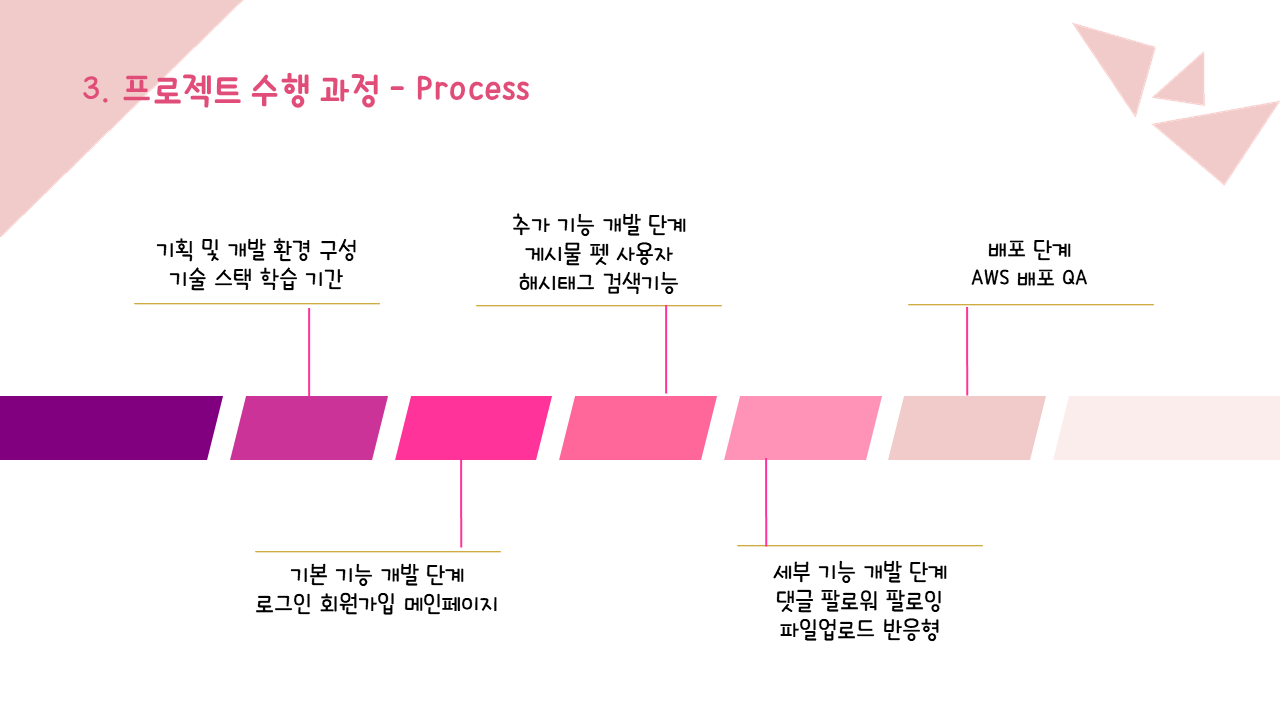 3. 프로젝트 수행 과정 - Process
기획 및 개발 환경 구성
기술 스택 학습 기간
추가 기능 개발 단계
게시물 펫 사용자
해시태그 검색기능
배포 단계
AWS 배포 QA
기본 기능 개발 단계
로그인 회원가입 메인페이지
세부 기능 개발 단계
댓글 팔로워 팔로잉
파일업로드 반응형